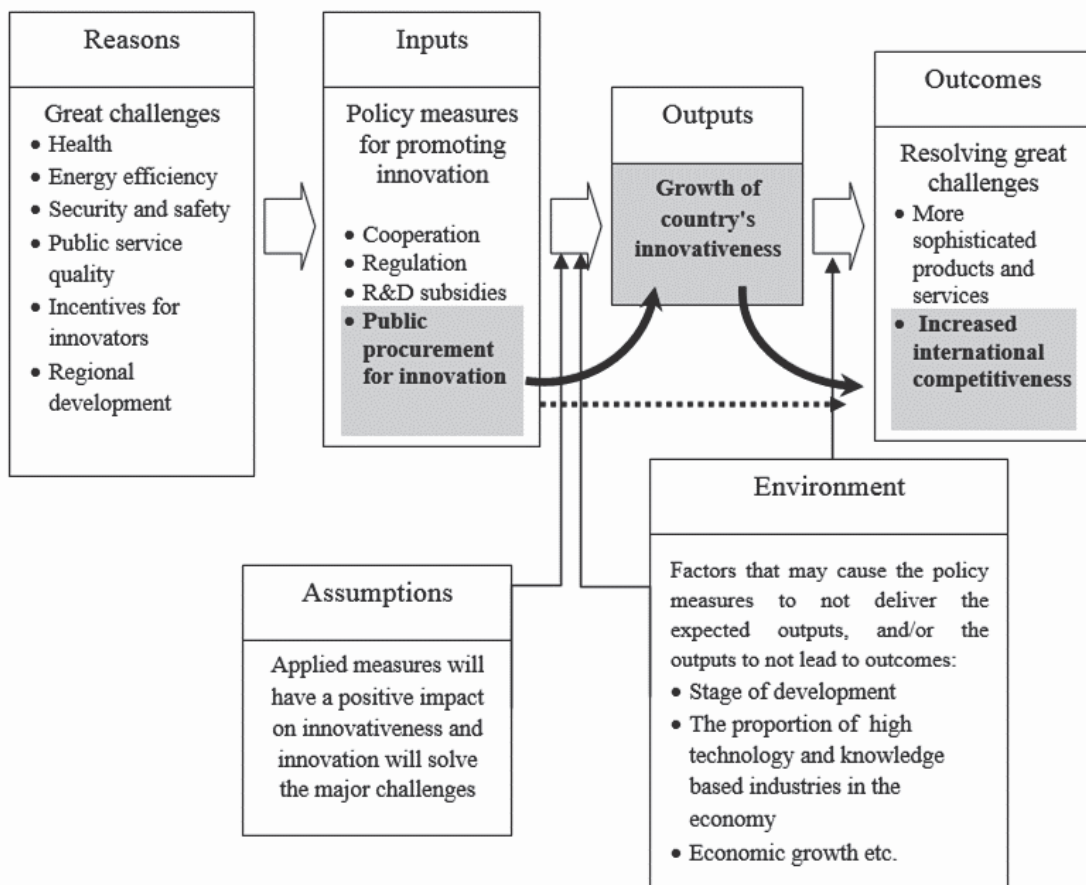 Reasons
Great challenges
• Health
• Energy efficiency
• Security and safety
• Public service
quality
• Incentives for
innovators
• Regional
development
Inputs
Policy measures
for promoting
innovation
• Cooperation
• Regulation
• R&D subsidies
• Public
procurement
for innovation
Outputs
Growth of
country's
innovativeness
Outcomes
Resolving great
challenges
• More
sophisticated
products and
services
• Increased
international
competitiveness
Assumptions
Applied measures will
have a positive impact
on innovativeness and
innovation will solve
the major challenges
Environment
Factors that may cause the policy
measures to not deliver the
expected outputs, and/or the
outputs to not lead to outcomes:
• Stage of development
• The proportion of high
technology and knowledge
based industries in the
economy
• Economic growth etc.